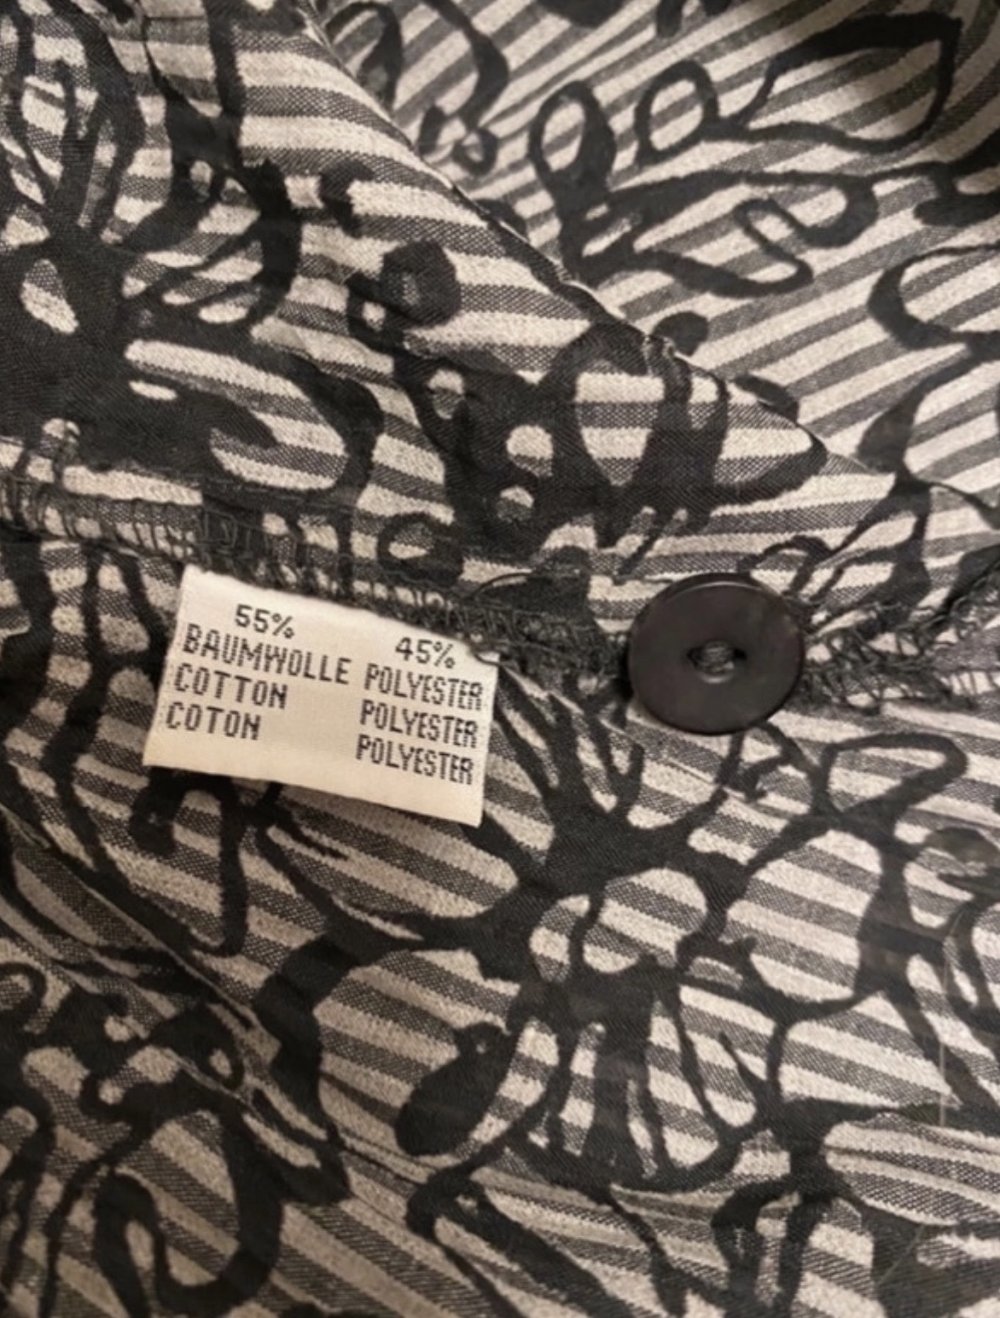 55% 45%
BAUMWOLLE POLYESTER
COTTON POLYESTER
COTON POLYESTER